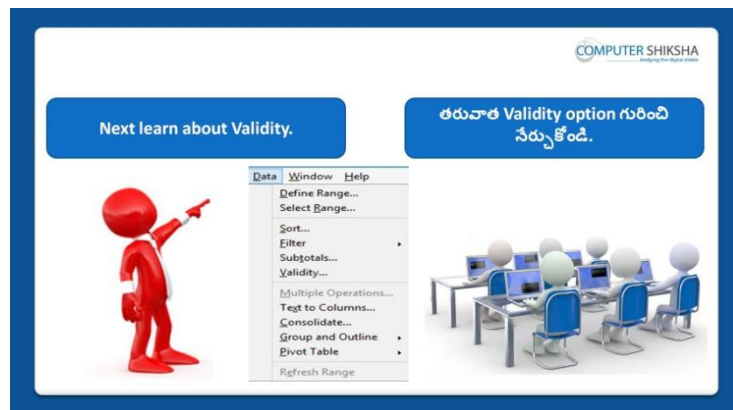 COMPUTER SHIKSHA
bridging the digital divide
Next learn about Validity.
తరువాత Validity option గురించి
నేర్చుకోండి.
Data Window Help
Define Range...
Select Range...
Sort...
Filter
Subtotals...
Validity...
Multiple Operations...
Text to Columns...
Consolidate...
Group and Outline
Pivot Table
Refresh Range